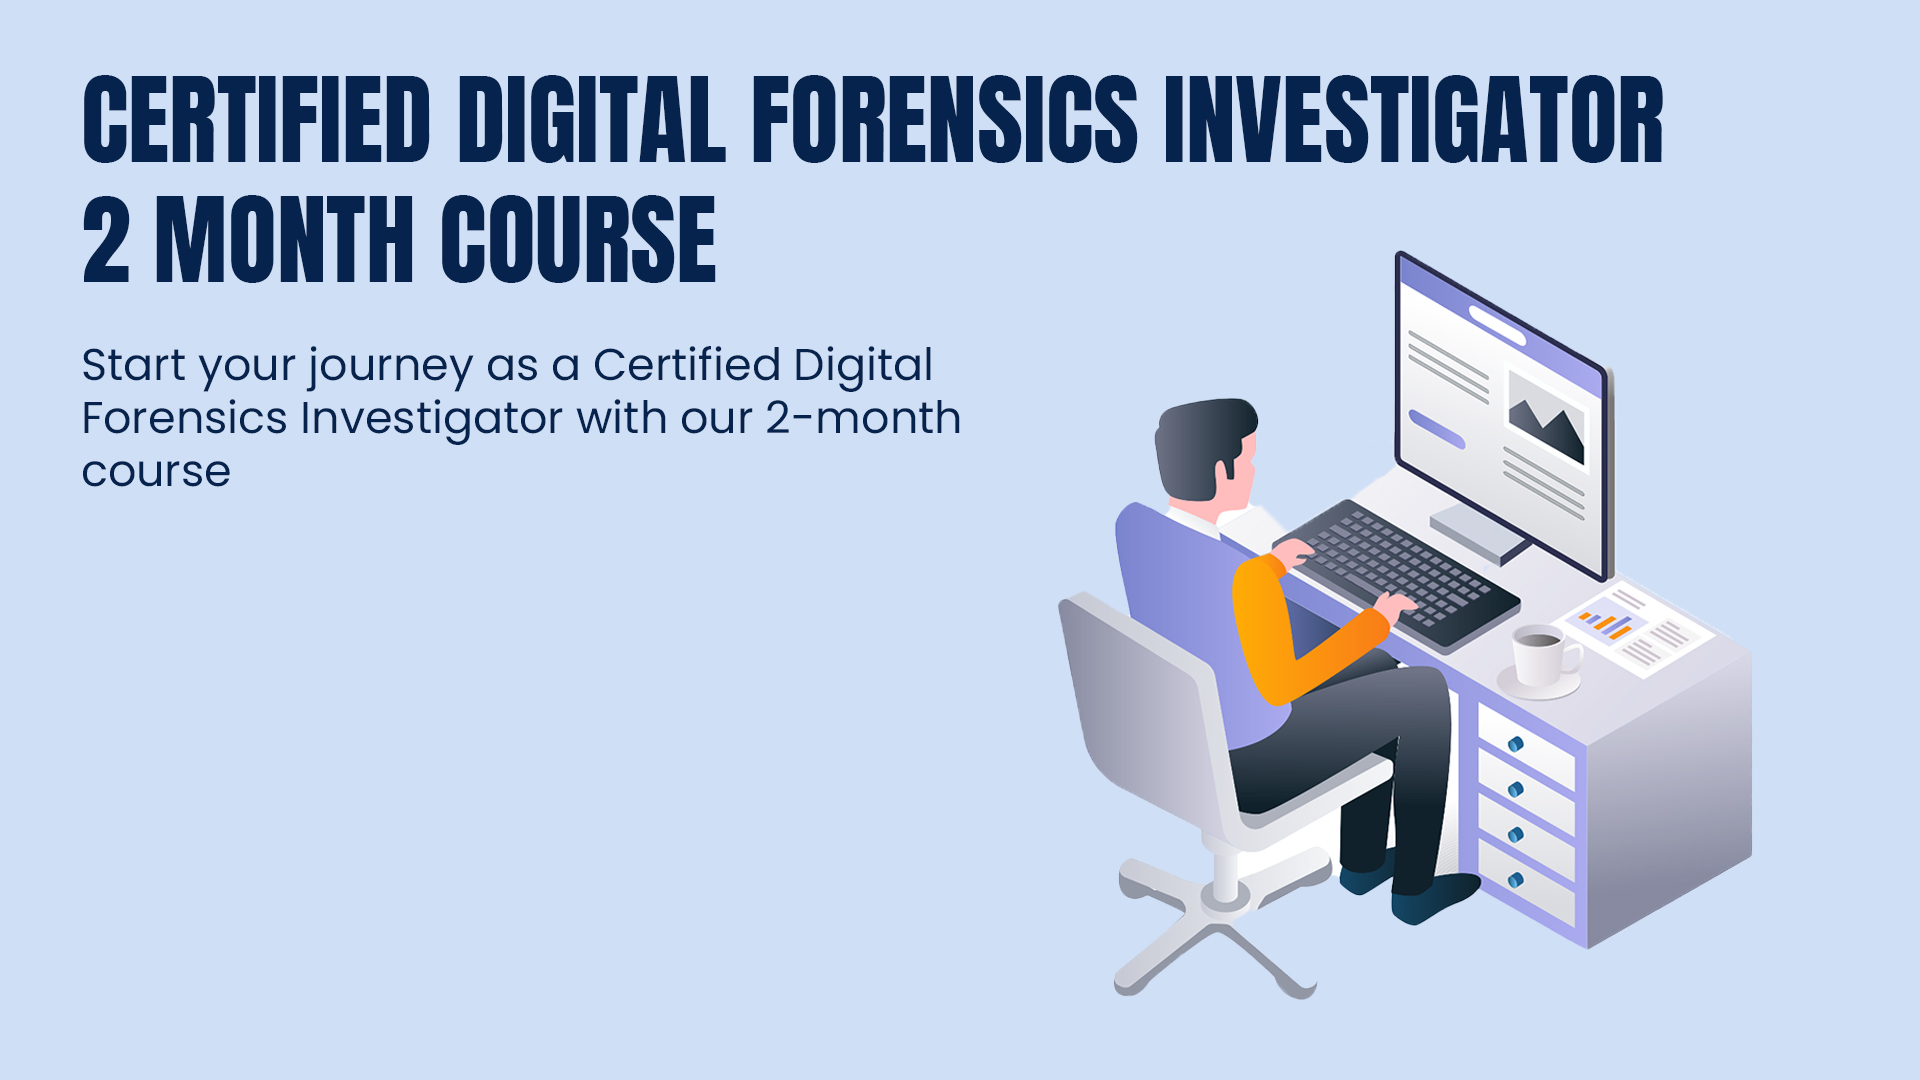 CERTIFIED DIGITAL FORENSICS INVESTIGATOR
2 MONTH COURSE
Start your journey as a Certified Digital
Forensics Investigator with our 2-month
course